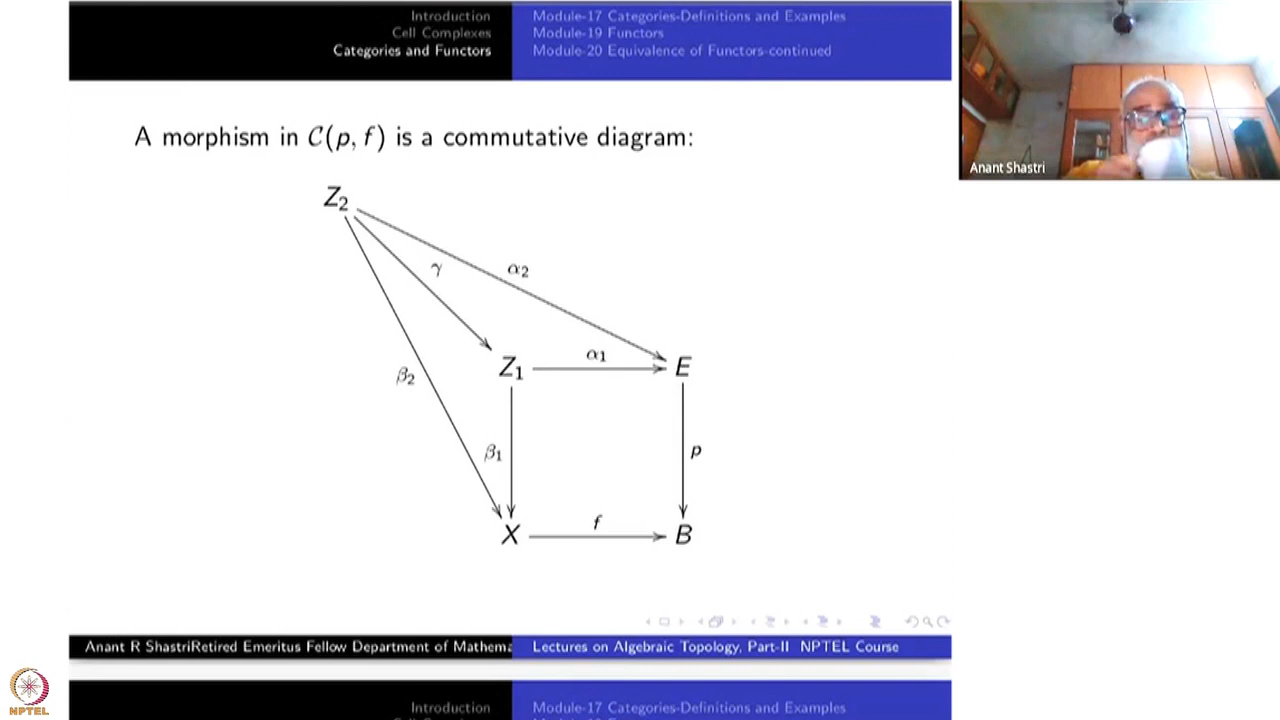 Introduction
Cell Complexes
Categories and Functors
Module-17 Categories-Definitions and Examples
Module-19 Functors
Module-20 Equivalence of Functors-continued
Anant Shastri
A morphism in 𝒞(p, f) is a commutative diagram:
Z₂
γ
α₂
β₂
Z₁
α₁
E
β₁
p
X
f
B
Anant R ShastriRetired Emeritus Fellow Department of Mathema
Lectures on Algebraic Topology, Part-II NPTEL Course
NPTEL
Introduction
Module-17 Categories-Definitions and Examples